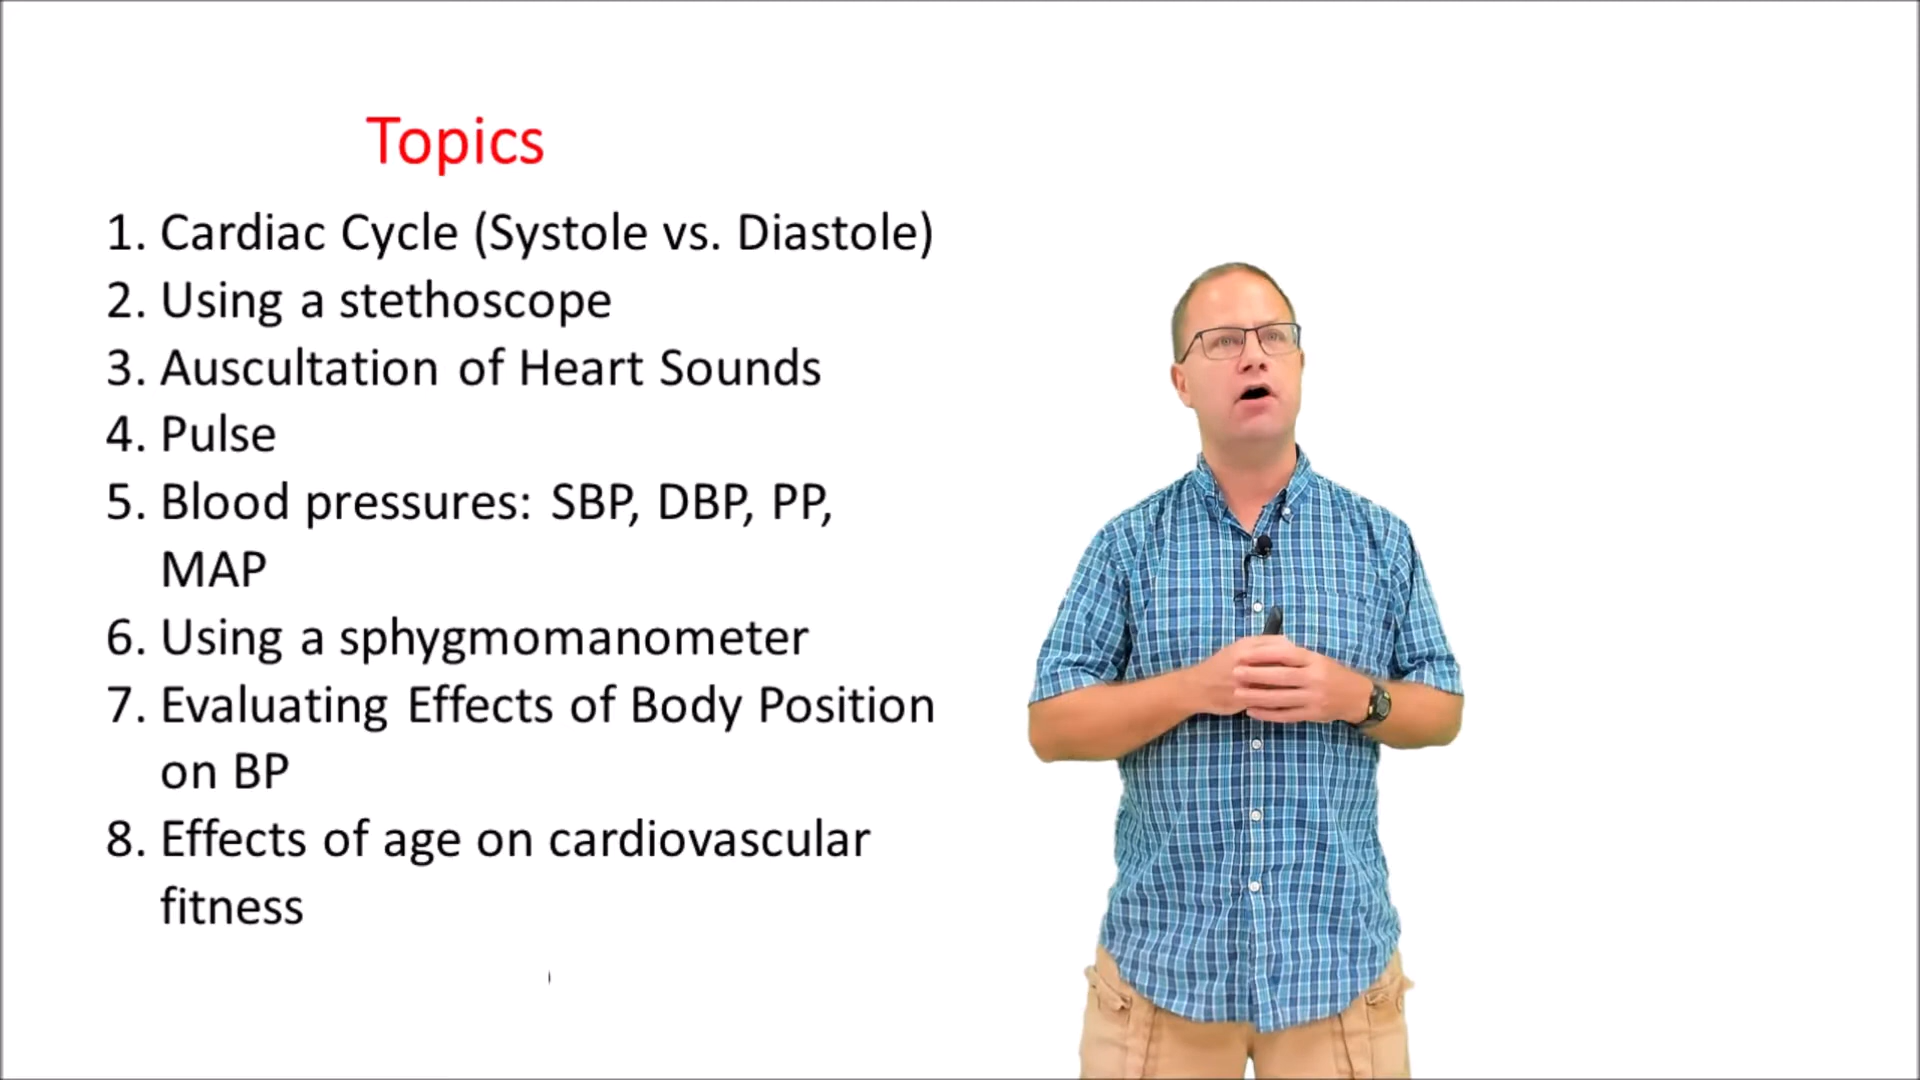 Topics
1. Cardiac Cycle (Systole vs. Diastole)
2. Using a stethoscope
3. Auscultation of Heart Sounds
4. Pulse
5. Blood pressures: SBP, DBP, PP,
MAP
6. Using a sphygmomanometer
7. Evaluating Effects of Body Position
on BP
8. Effects of age on cardiovascular
fitness